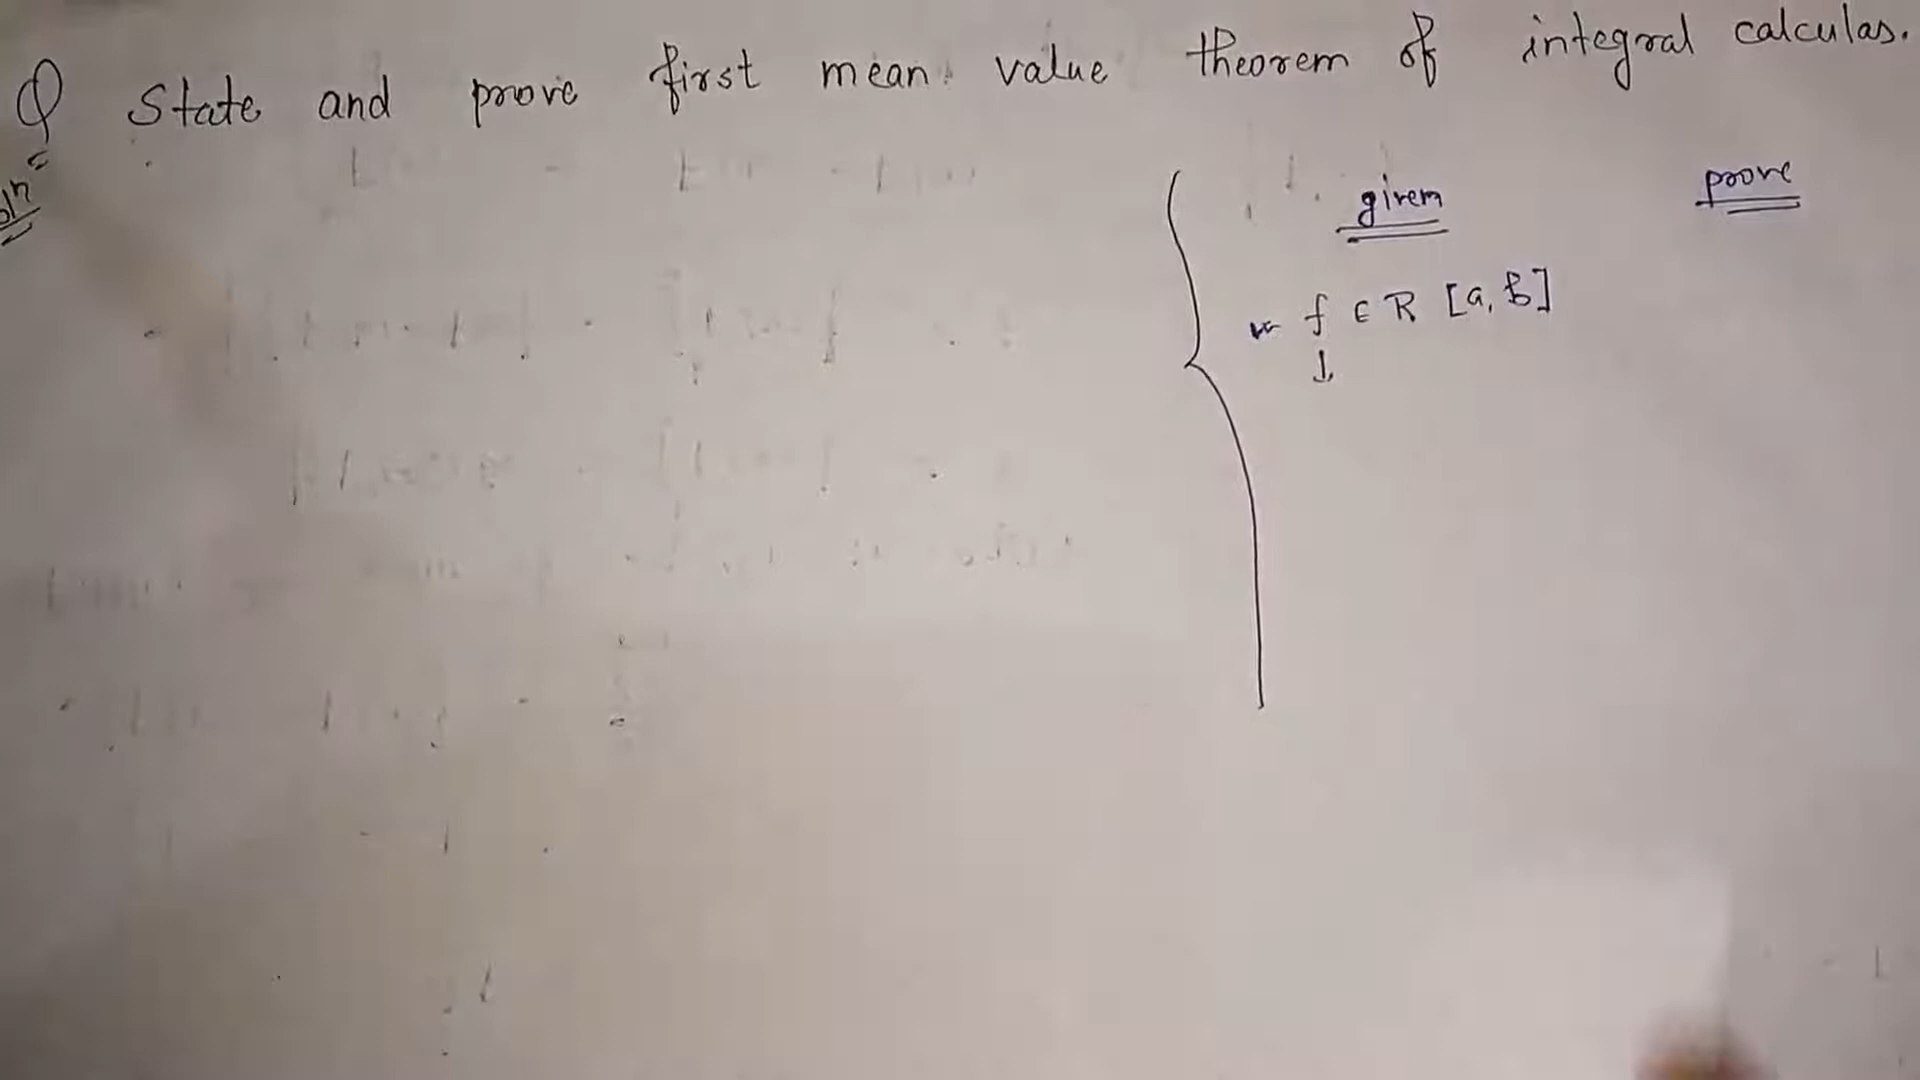 Q State and prove first mean value theorem of integral calculas.
Soln
given prove
f ∈ R [a, b]
↓